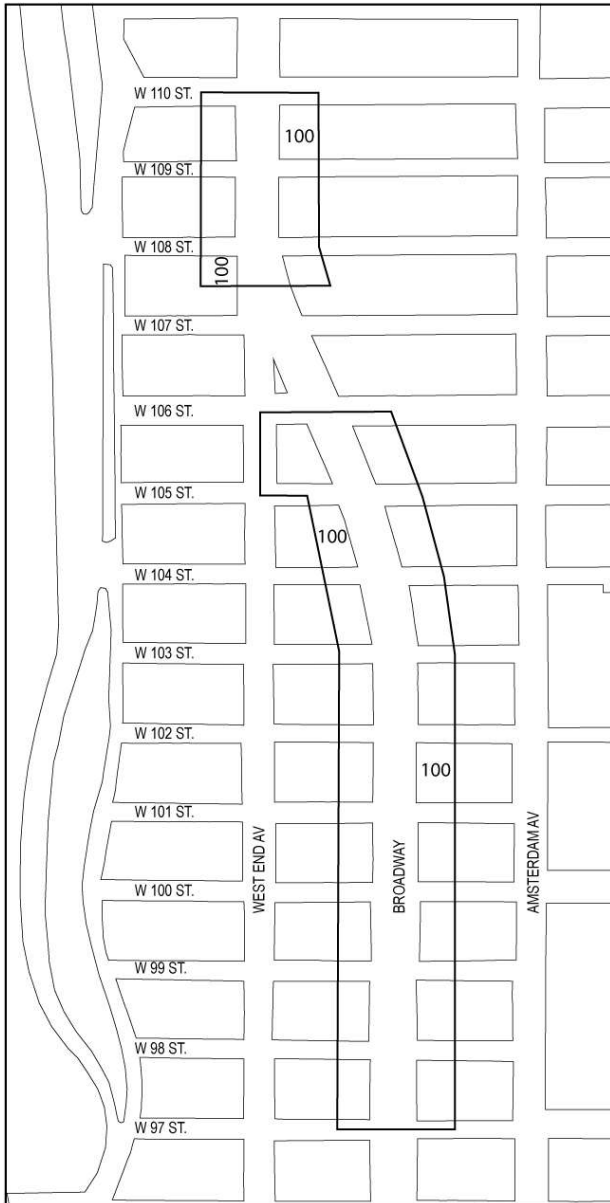 W 110 ST.
100
W 109 ST.
W 108 ST.
100
W 107 ST.
W 106 ST.
W 105 ST.
100
W 104 ST.
W 103 ST.
W 102 ST.
100
W 101 ST.
WEST END AV
BROADWAY
AMSTERDAM AV
W 100 ST.
W 99 ST.
W 98 ST.
W 97 ST.